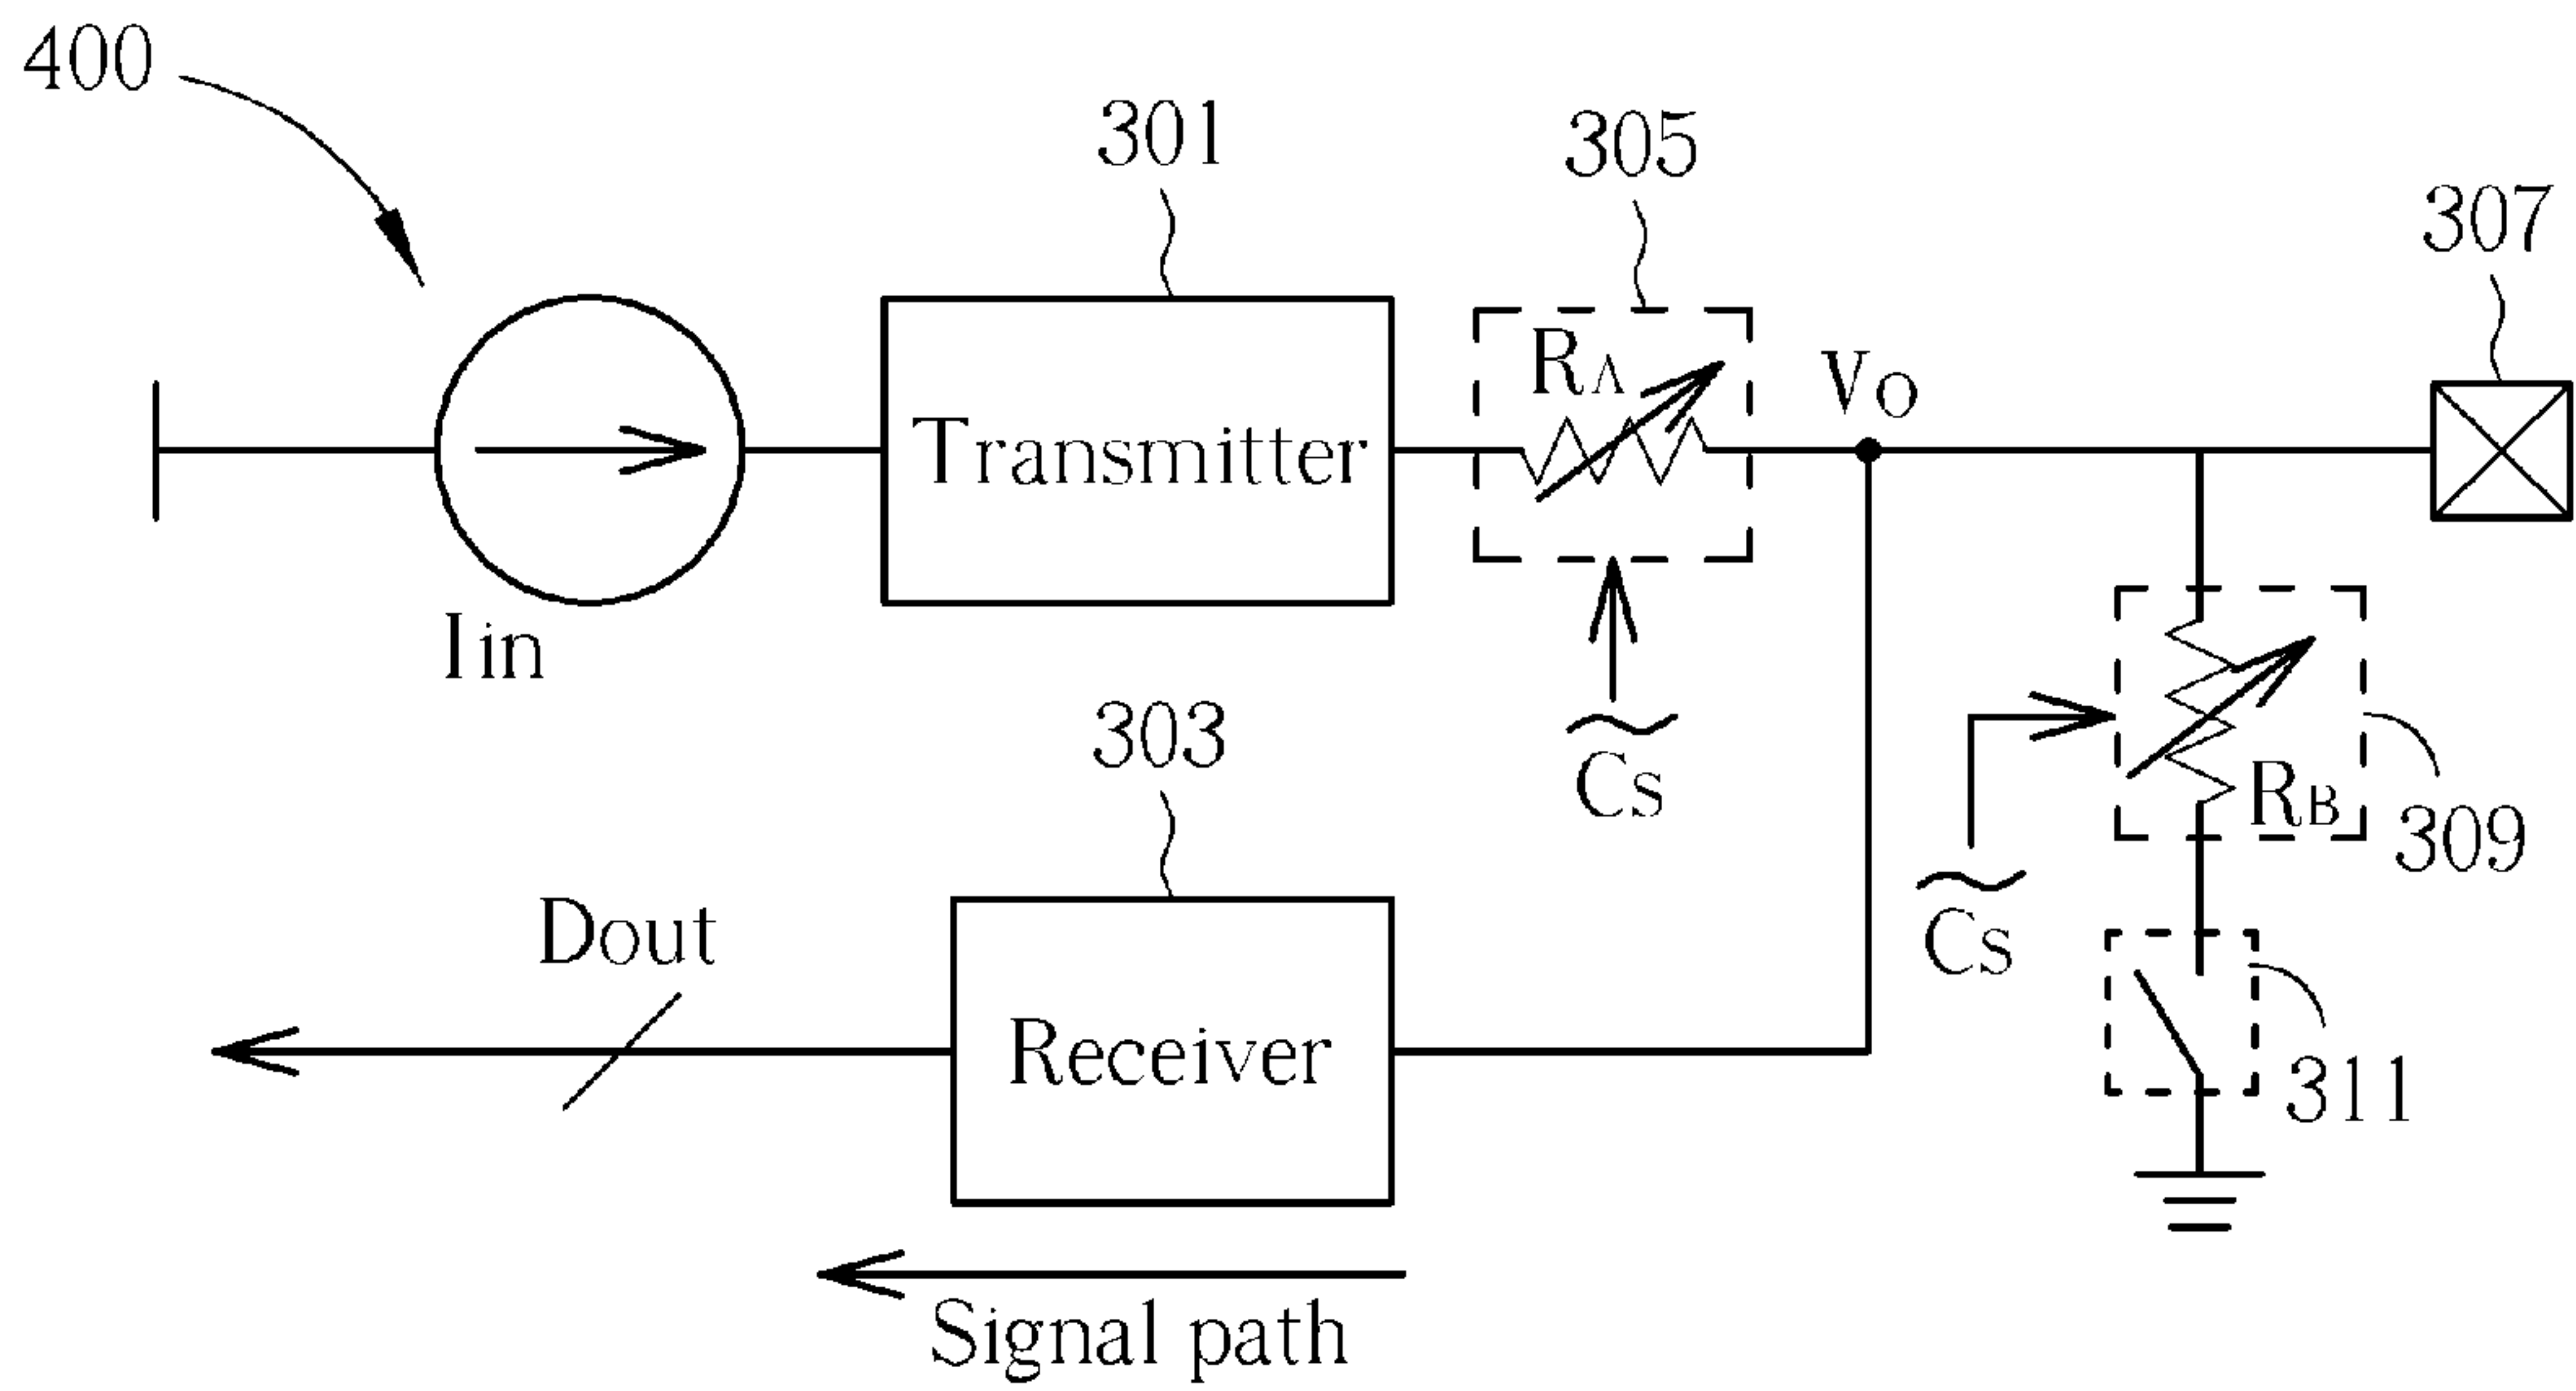 400
301
305
307
RA
Vo
Transmitter
Iin
303
Cs
RB
309
Dout
Cs
Receiver
311
Signal path